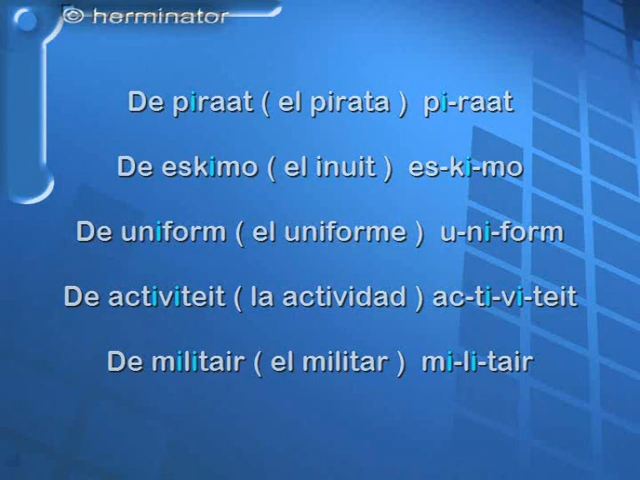 © herminator
De piraat ( el pirata ) pi-raat
De eskimo ( el inuit ) es-ki-mo
De uniform ( el uniforme ) u-ni-form
De activiteit ( la actividad ) ac-ti-vi-teit
De militair ( el militar ) mi-li-tair